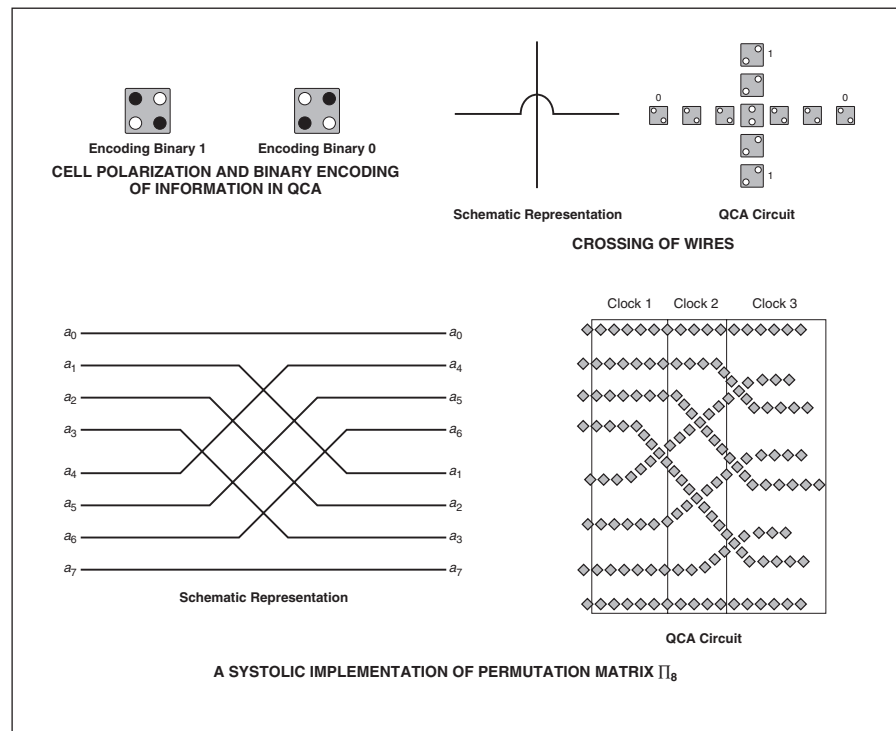 Encoding Binary 1
Encoding Binary 0
CELL POLARIZATION AND BINARY ENCODING
OF INFORMATION IN QCA
1
0
0
1
Schematic Representation
QCA Circuit
CROSSING OF WIRES
a0
a1
a2
a3
a4
a5
a6
a7
a0
a4
a5
a6
a1
a2
a3
a7
Schematic Representation
Clock 1 Clock 2 Clock 3
QCA Circuit
A SYSTOLIC IMPLEMENTATION OF PERMUTATION MATRIX Π8